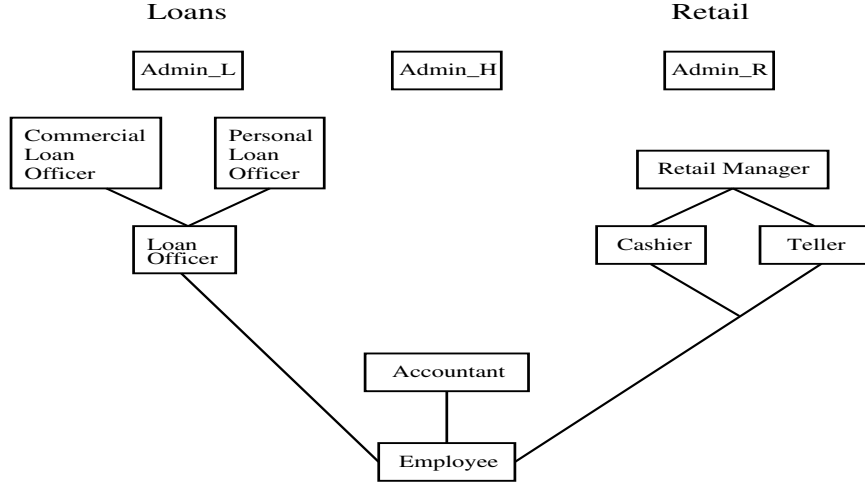 Loans
Retail
Admin_L
Admin_H
Admin_R
Commercial
Loan
Officer
Personal
Loan
Officer
Retail Manager
Loan
Officer
Cashier
Teller
Accountant
Employee